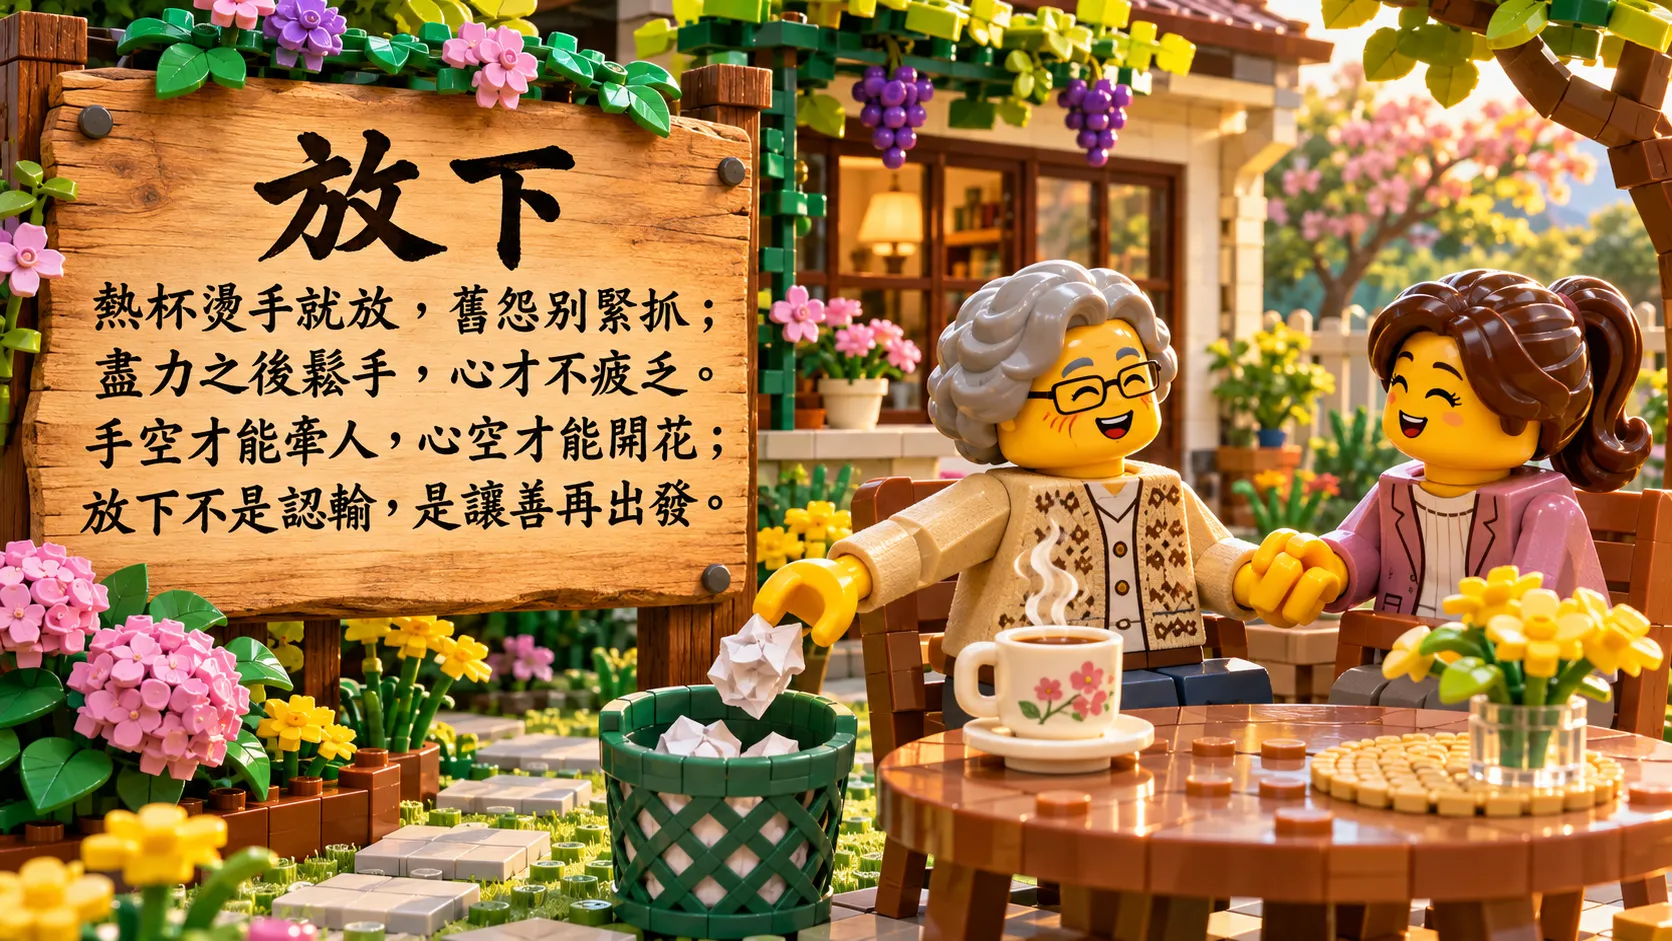 放下
熱杯燙手就放，舊怨別緊抓；
盡力之後鬆手，心才不疲乏。
手空才能牽人，心空才能開花；
放下不是認輸，是讓善再出發。